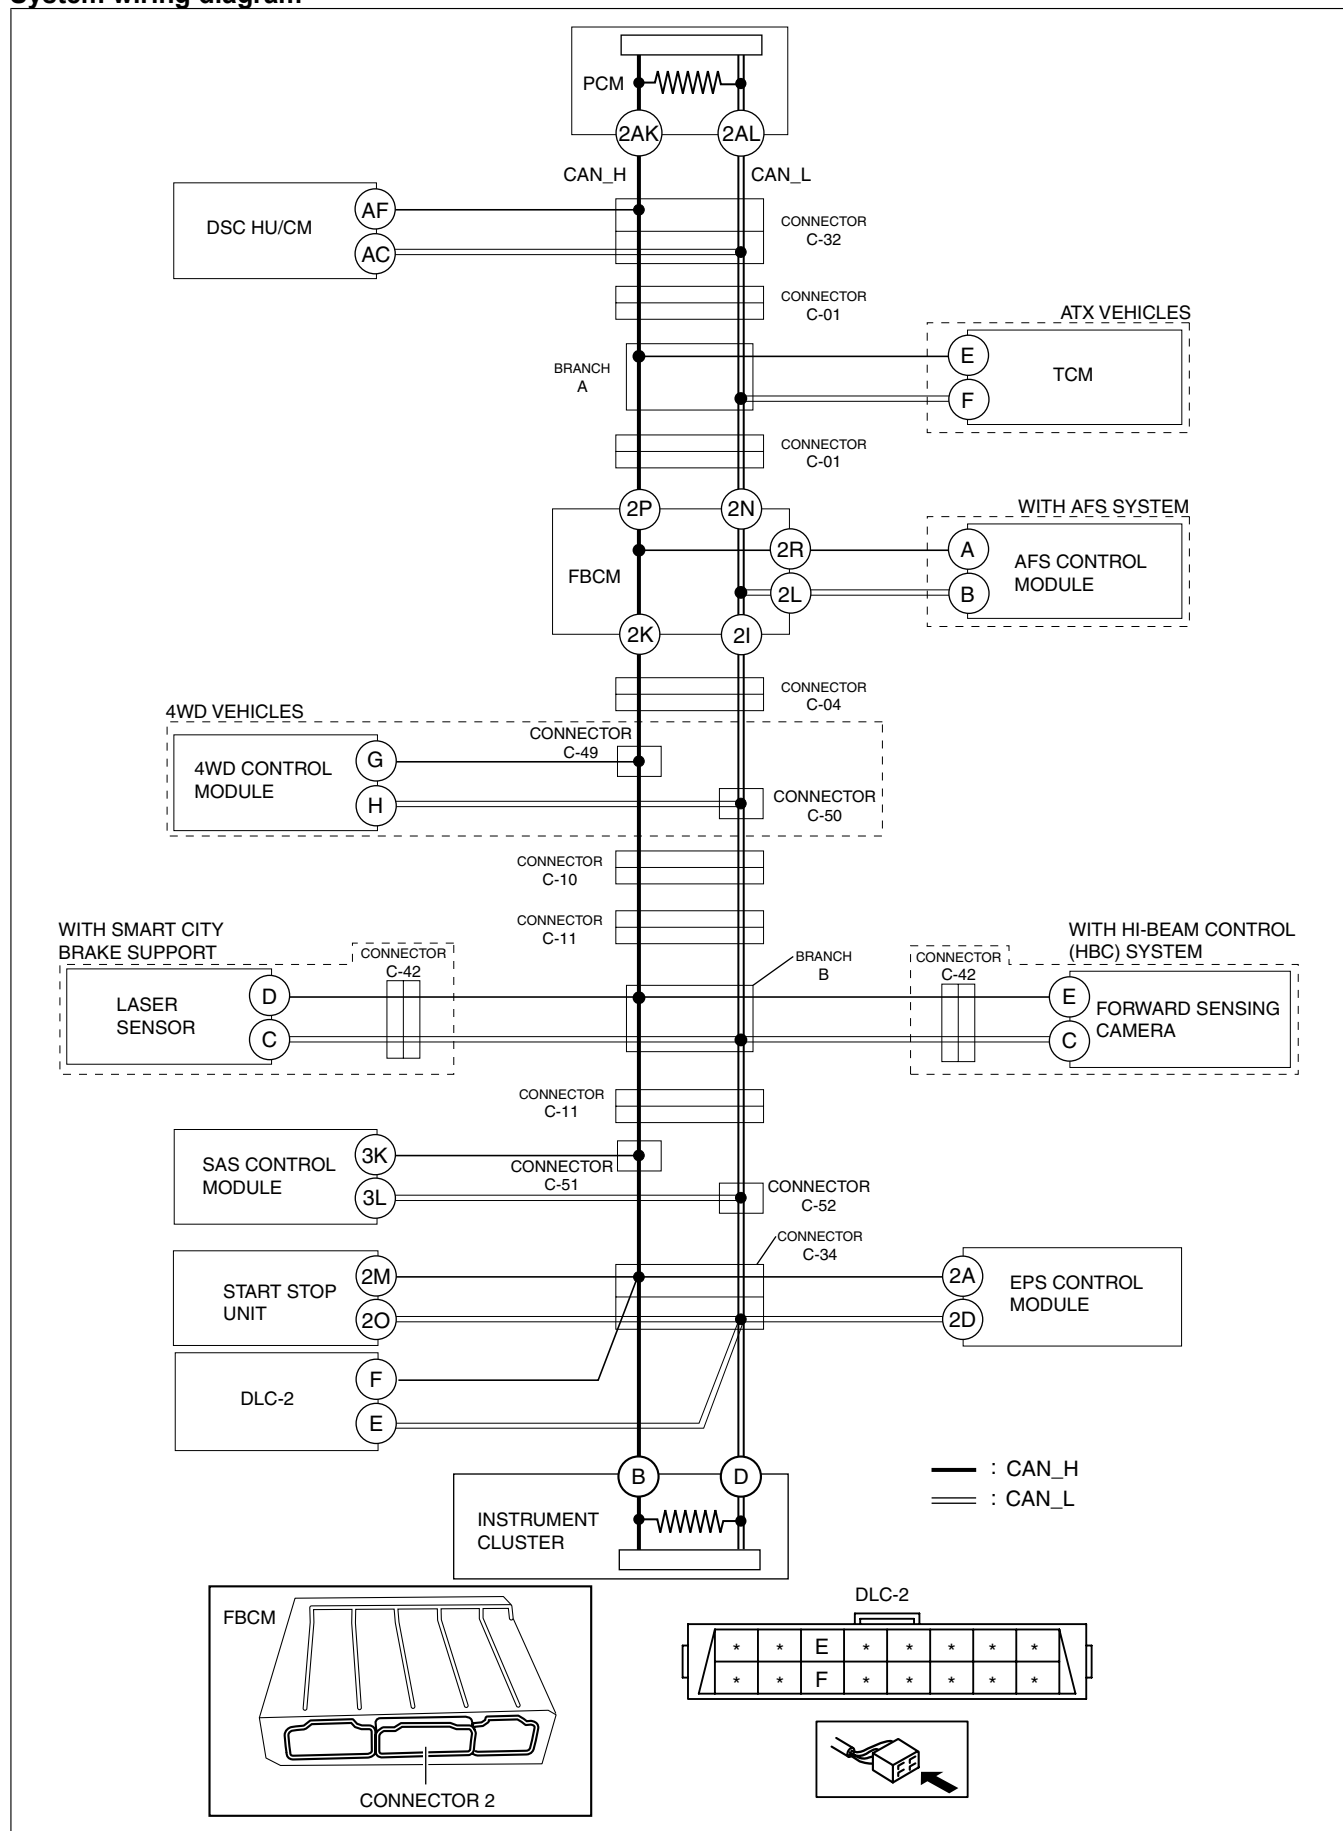 System wiring diagram
PCM
2AK
2AL
CAN_H
CAN_L
DSC HU/CM
AF
AC
CONNECTOR
C-32
CONNECTOR
C-01
ATX VEHICLES
BRANCH
A
E
F
TCM
CONNECTOR
C-01
2P
2N
WITH AFS SYSTEM
FBCM
2R
2L
A
B
AFS CONTROL
MODULE
2K
2I
CONNECTOR
C-04
4WD VEHICLES
4WD CONTROL
MODULE
G
H
CONNECTOR
C-49
CONNECTOR
C-50
CONNECTOR
C-10
CONNECTOR
C-11
WITH SMART CITY
BRAKE SUPPORT
CONNECTOR
C-42
LASER
SENSOR
D
C
BRANCH
B
WITH HI-BEAM CONTROL
(HBC) SYSTEM
CONNECTOR
C-42
E
C
FORWARD SENSING
CAMERA
CONNECTOR
C-11
SAS CONTROL
MODULE
3K
3L
CONNECTOR
C-51
CONNECTOR
C-52
CONNECTOR
C-34
START STOP
UNIT
2M
2O
2A
2D
EPS CONTROL
MODULE
DLC-2
F
E
B
D
INSTRUMENT
CLUSTER
: CAN_H
: CAN_L
FBCM
CONNECTOR 2
DLC-2
* * E * * * * *
* * F * * * * *